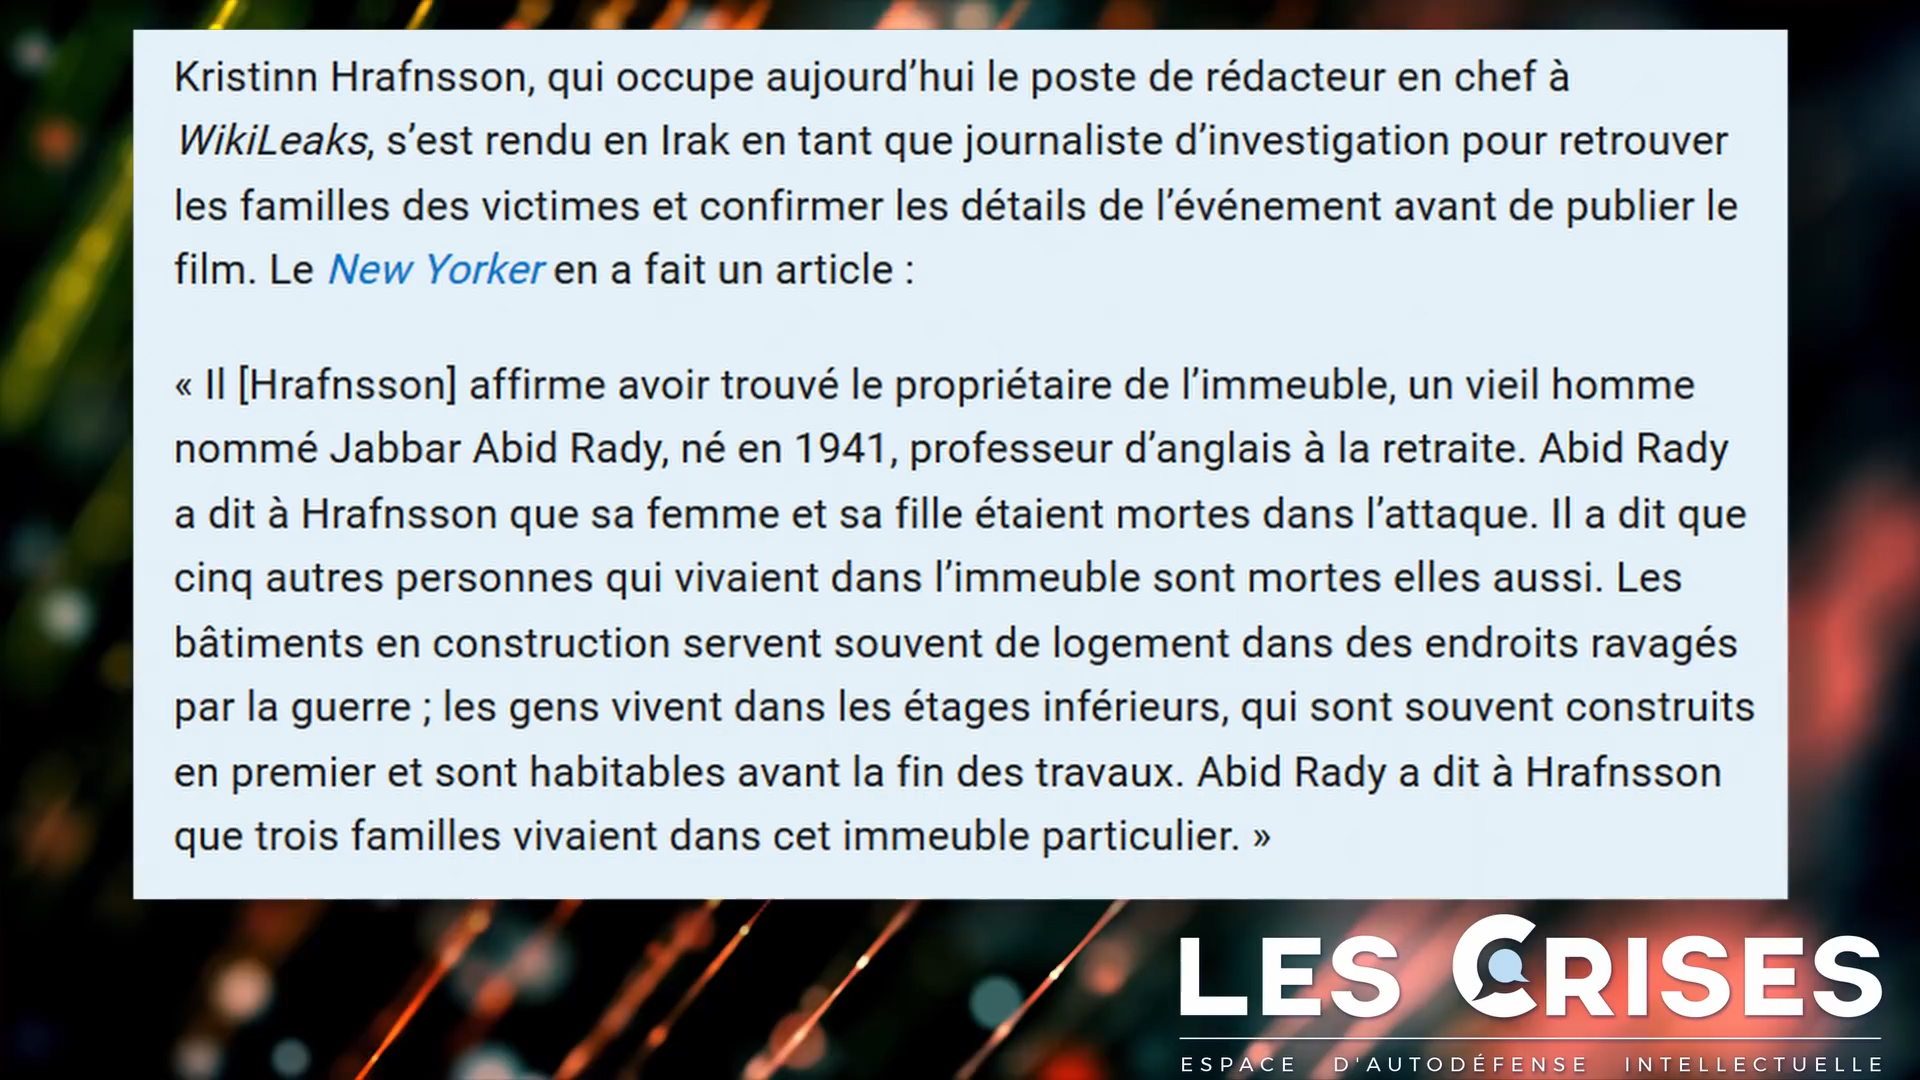 Kristinn Hrafnsson, qui occupe aujourd’hui le poste de rédacteur en chef à
WikiLeaks, s’est rendu en Irak en tant que journaliste d’investigation pour retrouver
les familles des victimes et confirmer les détails de l’événement avant de publier le
film. Le New Yorker en a fait un article :
« Il [Hrafnsson] affirme avoir trouvé le propriétaire de l’immeuble, un vieil homme
nommé Jabbar Abid Rady, né en 1941, professeur d’anglais à la retraite. Abid Rady
a dit à Hrafnsson que sa femme et sa fille étaient mortes dans l’attaque. Il a dit que
cinq autres personnes qui vivaient dans l’immeuble sont mortes elles aussi. Les
bâtiments en construction servent souvent de logement dans des endroits ravagés
par la guerre ; les gens vivent dans les étages inférieurs, qui sont souvent construits
en premier et sont habitables avant la fin des travaux. Abid Rady a dit à Hrafnsson
que trois familles vivaient dans cet immeuble particulier. »
LES CRISES
ESPACE D'AUTODÉFENSE INTELLECTUELLE